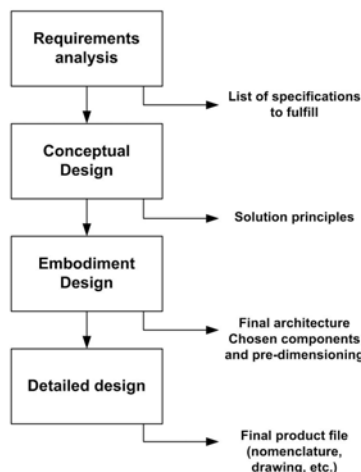 Requirements
analysis
List of specifications
to fulfill
Conceptual
Design
Solution principles
Embodiment
Design
Final architecture
Chosen components
and pre-dimensioning
Detailed design
Final product file
(nomenclature,
drawing, etc.)